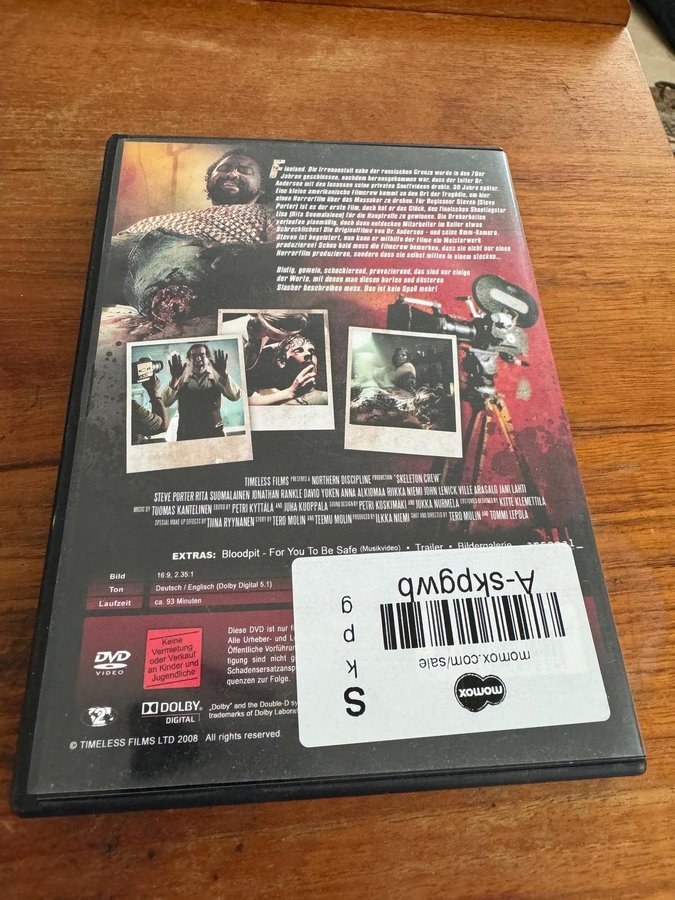 Finnland. Die Irrenanstalt nahe der russischen Grenze wurde in den 70er
Jahren geschlossen, nachdem herausgekommen war, dass der Leiter Dr.
Anderson mit den Insassen seine privaten Snuffvideos drehte. 30 Jahre später.
Eine kleine amerikanische Filmcrew kommt an den Ort der Tragödie, um hier
einen Horrorfilm über das Massaker zu drehen. Für Regisseur Steven (Steve
Porter) ist es der erste Film, doch hat er das Glück, den finnischen Shootingstar
Lisa (Rita Suomalainen) für die Hauptrolle zu gewinnen. Die Dreharbeiten
verlaufen planmäßig, doch dann entdecken Mitarbeiter im Keller etwas
Schreckliches! Die Originalfilme von Dr. Anderson – und seine 8mm-Kamera.
Steven ist begeistert, nun kann er mithilfe der Filme ein Meisterwerk
produzieren! Schon bald muss die Filmcrew bemerken, dass sie nicht nur einen
Horrorfilm produzieren, sondern dass sie selbst mitten in einem stecken...
Blutig, gemein, schockierend, provozierend, das sind nur einige
der Worte, mit denen man diesen harten und düsteren
Slasher beschreiben muss. Das ist kein Spaß mehr!
TIMELESS FILMS PRESENTS A NORTHERN DISCIPLINE PRODUCTION "SKELETON CREW"
STEVE PORTER RITA SUOMALAINEN JONATHAN RANKLE DAVID YOKEN ANNA ALKIOMAA RIIKKA NIEMI JOHN LENICK VILLE ARASALO JANI LAHTI
MUSIC BY TUOMAS KANTELINEN EDITED BY PETRI KYTTALA AND JUHA KUOPPALA SOUND DESIGN BY PETRI KOSKIMAKI AND JUKKA NURMELA COSTUMES DESIGNED BY KITTE KLEMETTILA
SPECIAL MAKE UP EFFECTS BY TIINA RYYNANEN STORY BY TERO MOLIN AND TEEMU MOLIN PRODUCED BY ILKKA NIEMI SHOT AND DIRECTED BY TERO MOLIN AND TOMMI LEPOLA
EXTRAS: Bloodpit - For You To Be Safe (Musikvideo) • Trailer • Bildergalerie
Bild 16:9, 2.35:1
Ton Deutsch / Englisch (Dolby Digital 5.1)
Laufzeit ca. 93 Minuten
DVD
VIDEO
Keine
Vermietung
oder Verkauf
an Kinder und
Jugendliche
Diese DVD ist nur f
Alle Urheber- und L
Öffentliche Vorführu
tigung sind nicht g
Schadensersatzanspr
quenzen zur Folge.
2
DOLBY
DIGITAL
„Dolby" and the Double-D sy
trademarks of Dolby Labora
© TIMELESS FILMS LTD 2008 All rights reserved.
momox
momox.com/sale
A-skpgwb
S
k
p
g